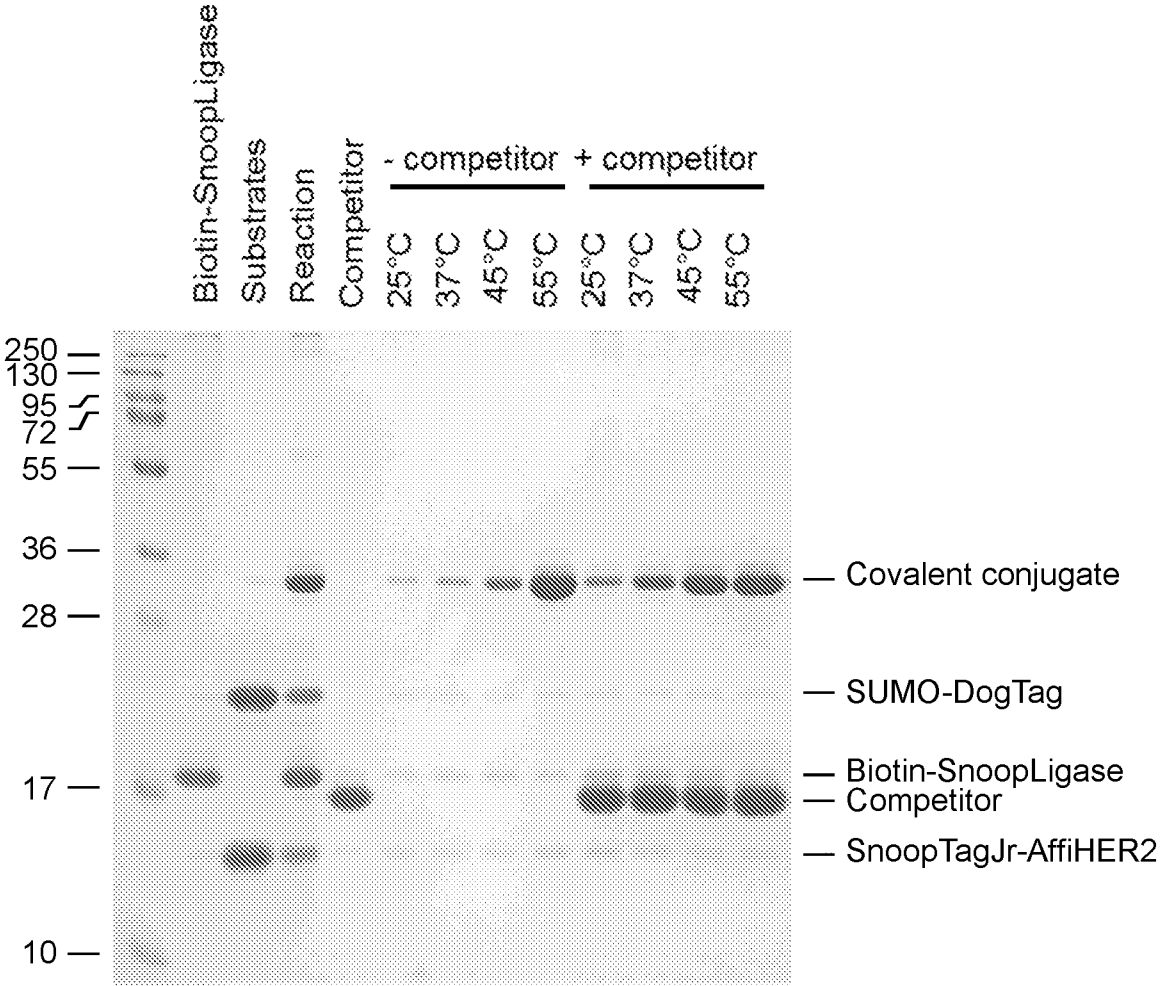 Biotin-SnoopLigase
Substrates
Reaction
Competitor
- competitor
+ competitor
25°C
37°C
45°C
55°C
25°C
37°C
45°C
55°C
250
130
95
72
55
36
28
17
10
Covalent conjugate
SUMO-DogTag
Biotin-SnoopLigase
Competitor
SnoopTagJr-AffiHER2